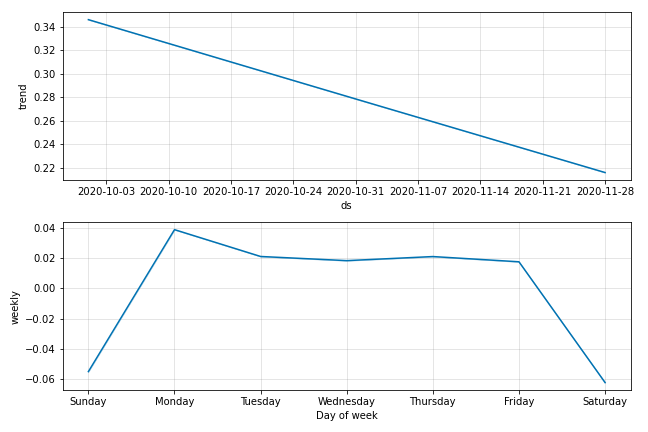 0.34
0.32
0.30
0.28
0.26
0.24
0.22
trend
2020-10-03 2020-10-10 2020-10-17 2020-10-24 2020-10-31 2020-11-07 2020-11-14 2020-11-21 2020-11-28
ds
0.04
0.02
0.00
−0.02
−0.04
−0.06
weekly
Sunday Monday Tuesday Wednesday Thursday Friday Saturday
Day of week